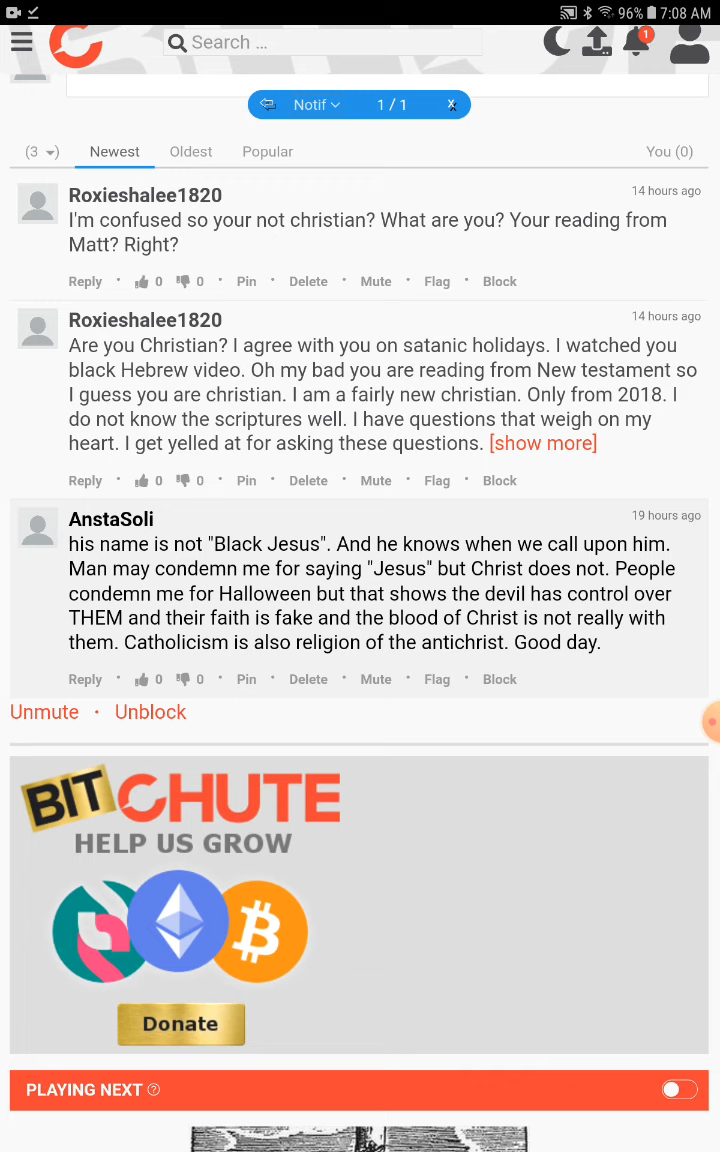 96% 7:08 AM
Search ...
1
Notif 1 / 1 x
(3 ) Newest Oldest Popular You (0)
Roxieshalee1820 14 hours ago
I'm confused so your not christian? What are you? Your reading from
Matt? Right?
Reply · 0 0 · Pin · Delete · Mute · Flag · Block
Roxieshalee1820 14 hours ago
Are you Christian? I agree with you on satanic holidays. I watched you
black Hebrew video. Oh my bad you are reading from New testament so
I guess you are christian. I am a fairly new christian. Only from 2018. I
do not know the scriptures well. I have questions that weigh on my
heart. I get yelled at for asking these questions. [show more]
Reply · 0 0 · Pin · Delete · Mute · Flag · Block
AnstaSoli 19 hours ago
his name is not "Black Jesus". And he knows when we call upon him.
Man may condemn me for saying "Jesus" but Christ does not. People
condemn me for Halloween but that shows the devil has control over
THEM and their faith is fake and the blood of Christ is not really with
them. Catholicism is also religion of the antichrist. Good day.
Reply · 0 0 · Pin · Delete · Mute · Flag · Block
Unmute · Unblock
BITCHUTE
HELP US GROW
Donate
PLAYING NEXT